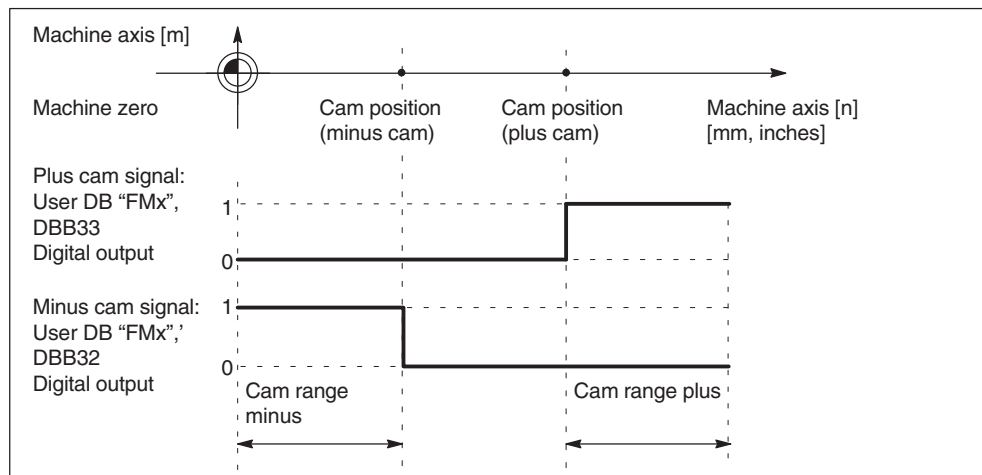 Machine axis [m]
Machine zero
Cam position
(minus cam)
Cam position
(plus cam)
Machine axis [n]
[mm, inches]
Plus cam signal:
User DB “FMx”,
DBB33
Digital output
1
0
Minus cam signal:
User DB “FMx”,’
DBB32
Digital output
1
0
Cam range
minus
Cam range plus